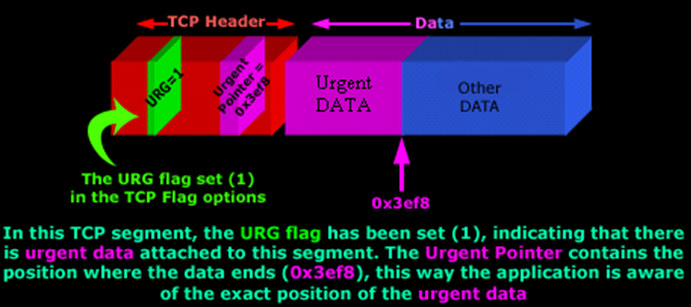 TCP Header
Data
URG=1
Urgent
Pointer =
0x3ef8
Urgent
DATA
Other
DATA
The URG flag set (1)
in the TCP Flag options
0x3ef8
In this TCP segment, the URG flag has been set (1), indicating that there
is urgent data attached to this segment. The Urgent Pointer contains the
position where the data ends (0x3ef8), this way the application is aware
of the exact position of the urgent data